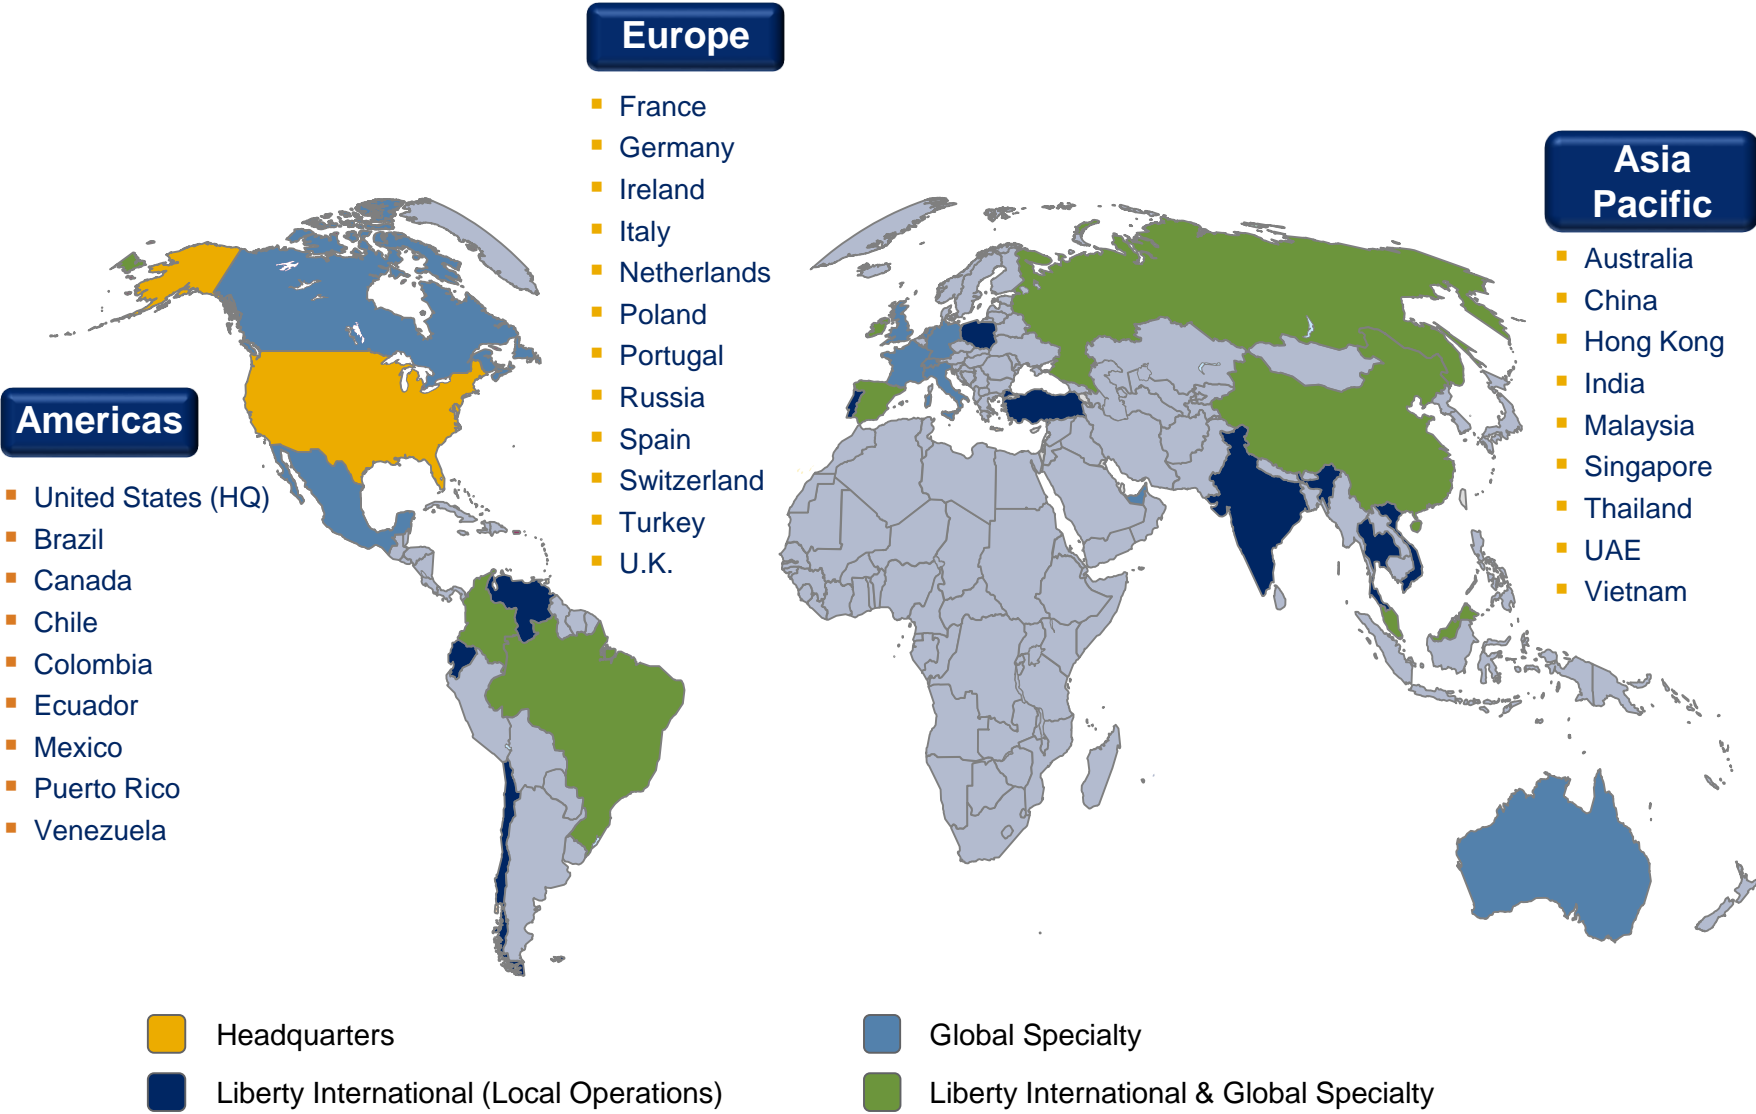 Europe
France
Germany
Ireland
Italy
Netherlands
Poland
Portugal
Russia
Spain
Switzerland
Turkey
U.K.
Asia
Pacific
Australia
China
Hong Kong
India
Malaysia
Singapore
Thailand
UAE
Vietnam
Americas
United States (HQ)
Brazil
Canada
Chile
Colombia
Ecuador
Mexico
Puerto Rico
Venezuela
Headquarters
Global Specialty
Liberty International (Local Operations)
Liberty International & Global Specialty